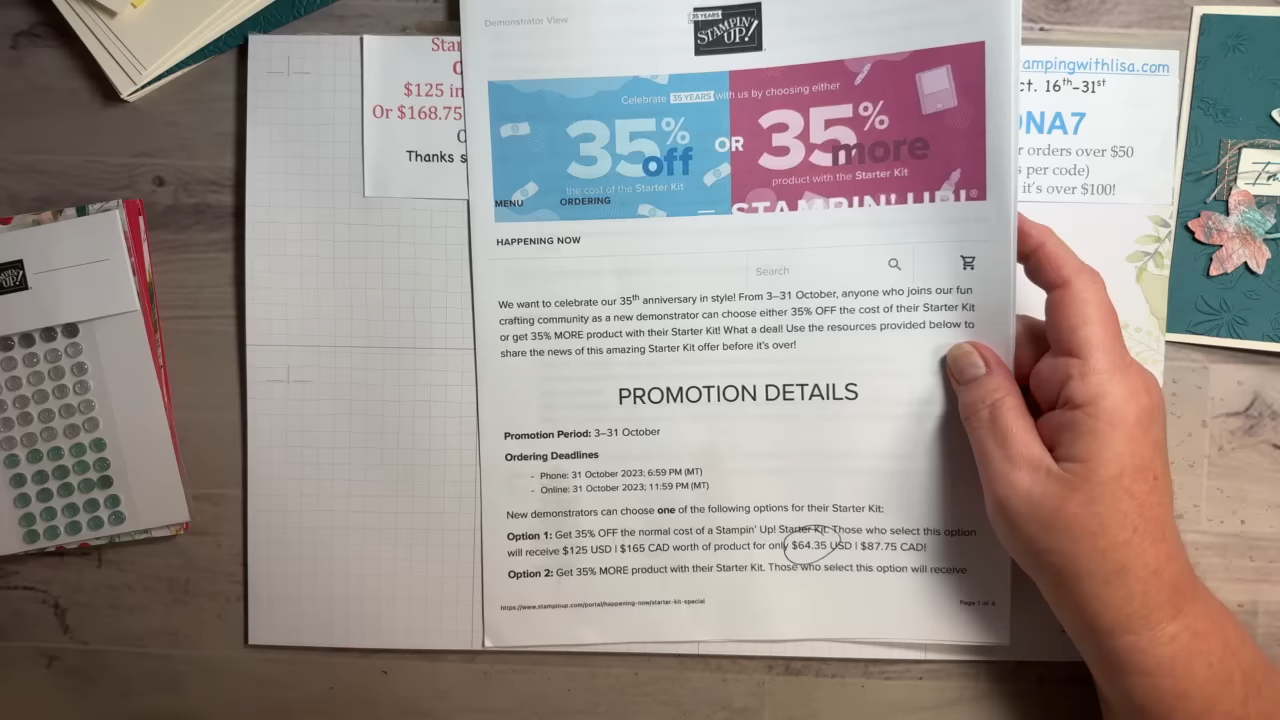 Demonstrator View
35 YEARS
STAMPIN' UP!
Celebrate 35 YEARS with us by choosing either
35% off
the cost of the Starter Kit
OR
35% more
product with the Starter Kit
STAMPIN' UP!®
MENU ORDERING
HAPPENING NOW
Search
We want to celebrate our 35th anniversary in style! From 3–31 October, anyone who joins our fun
crafting community as a new demonstrator can choose either 35% OFF the cost of their Starter Kit
or get 35% MORE product with their Starter Kit! What a deal! Use the resources provided below to
share the news of this amazing Starter Kit offer before it's over!
PROMOTION DETAILS
Promotion Period: 3–31 October
Ordering Deadlines
- Phone: 31 October 2023; 6:59 PM (MT)
- Online: 31 October 2023; 11:59 PM (MT)
New demonstrators can choose one of the following options for their Starter Kit:
Option 1: Get 35% OFF the normal cost of a Stampin' Up! Starter Kit. Those who select this option
will receive $125 USD | $165 CAD worth of product for only $64.35 USD | $87.75 CAD!
Option 2: Get 35% MORE product with their Starter Kit. Those who select this option will receive
https://www.stampinup.com/portal/happening-now/starter-kit-special
Page 1 of 4
Star
$125 in
Or $168.75
Thanks s
ampingwithlisa.com
ct. 16th-31st
DNA7
r orders over $50
s per code)
it's over $100!